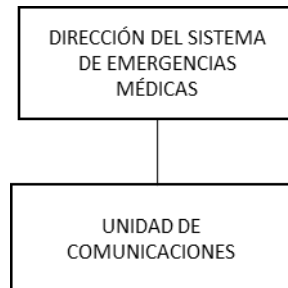 DIRECCIÓN DEL SISTEMA
DE EMERGENCIAS
MÉDICAS
UNIDAD DE
COMUNICACIONES